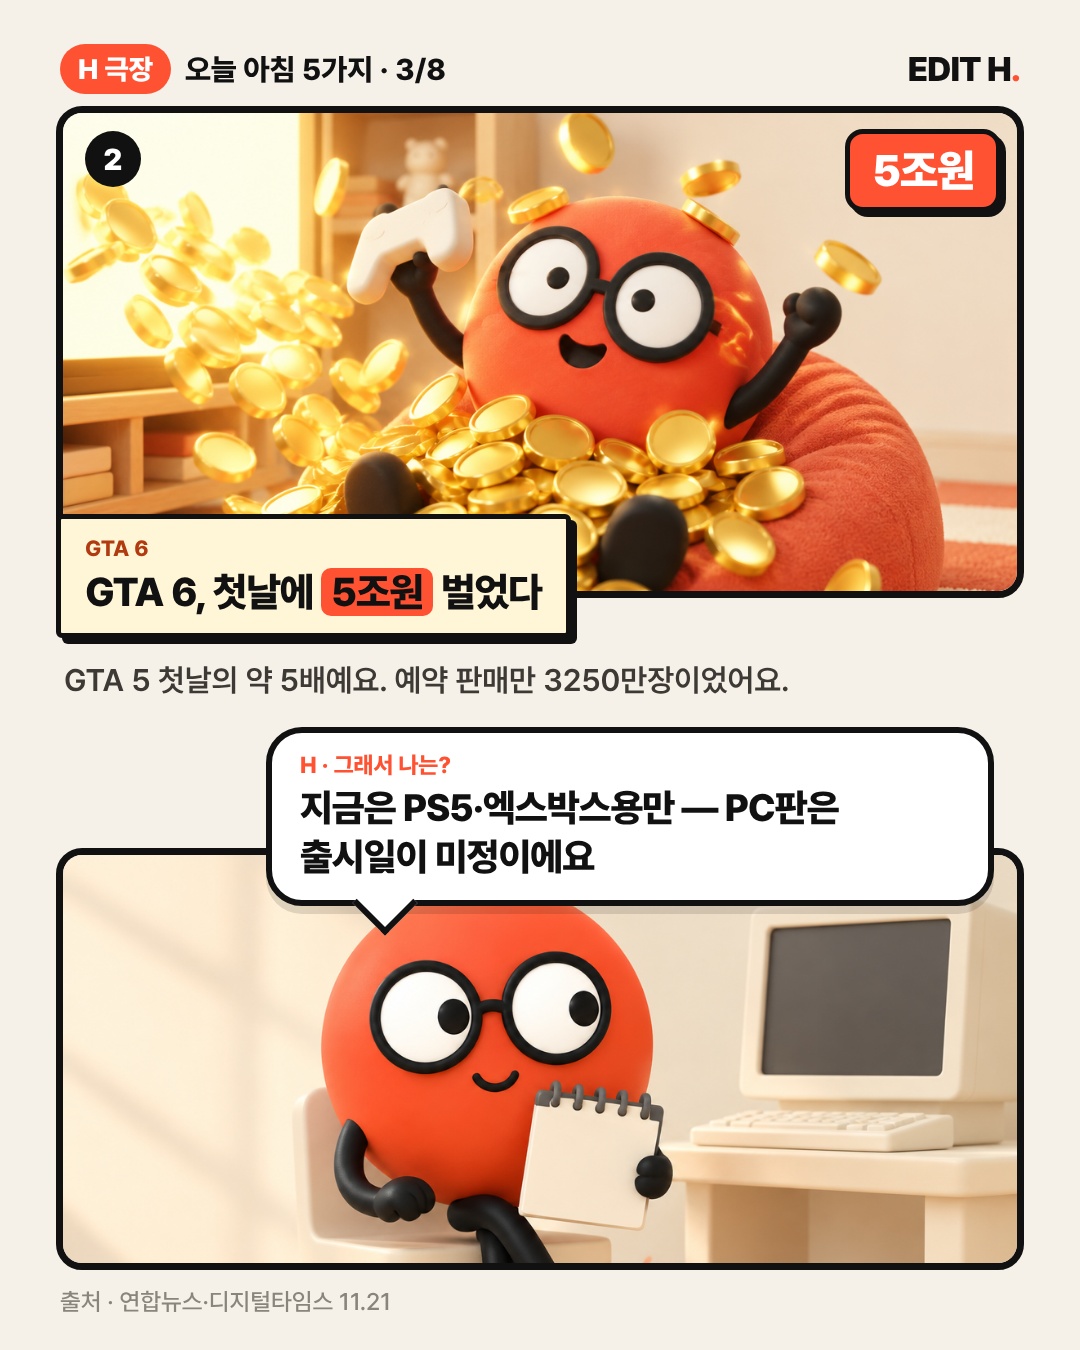 H 극장
오늘 아침 5가지 · 3/8
EDIT H.
2
5조원
GTA 6
GTA 6, 첫날에 5조원 벌었다
GTA 5 첫날의 약 5배예요. 예약 판매만 3250만장이었어요.
H · 그래서 나는?
지금은 PS5·엑스박스용만 — PC판은
출시일이 미정이에요
출처 · 연합뉴스·디지털타임스 11.21